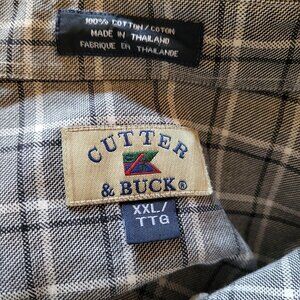 100% COTTON/COTON
MADE IN THAILAND
FABRIQUE EN THAILANDE
CUTTER
& BUCK®
XXL/
TTG